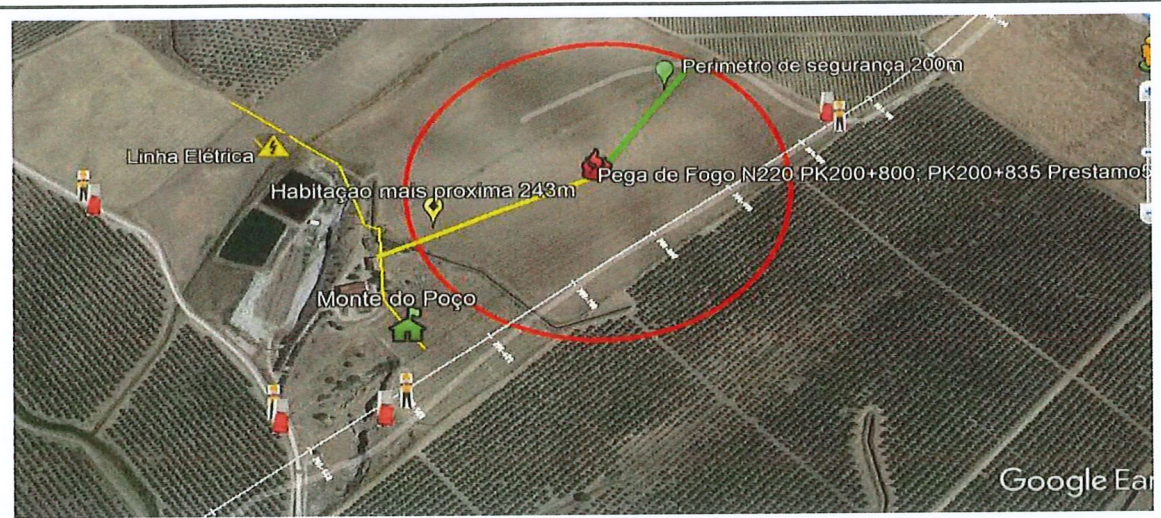 Perimetro de segurança 200m
Linha Elétrica
Pega de Fogo N220 PK200+800; PK200+835 Prestamo5
Habitação mais proxima 243m
Monte do Poço
Google Ear